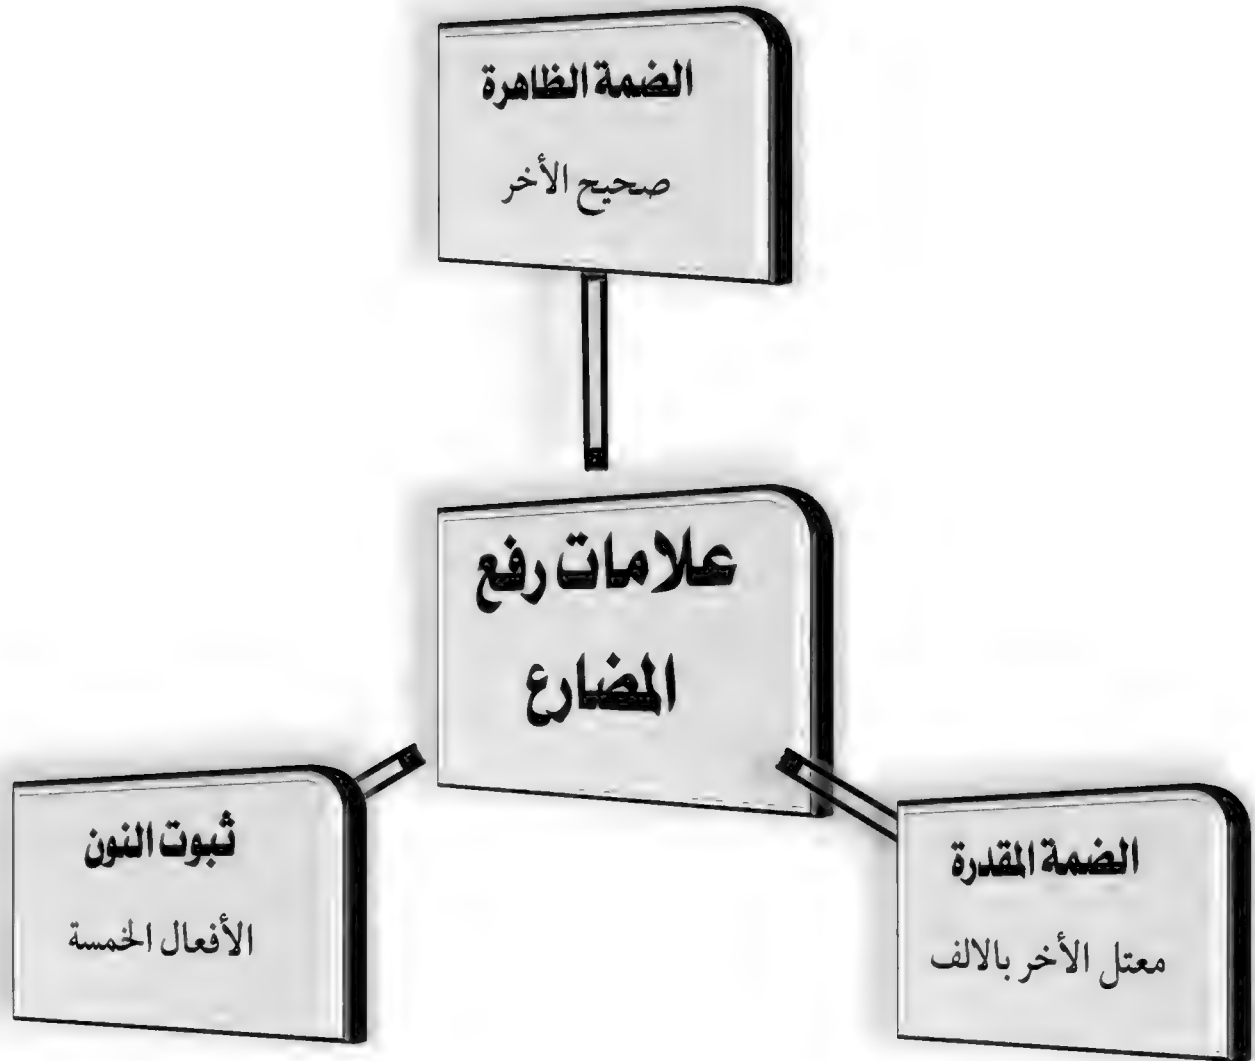 الضمة الظاهرة
صحيح الأخر
علامات رفع
المضارع
الضمة المقدرة
معتل الأخر بالالف
ثبوت النون
الأفعال الخمسة